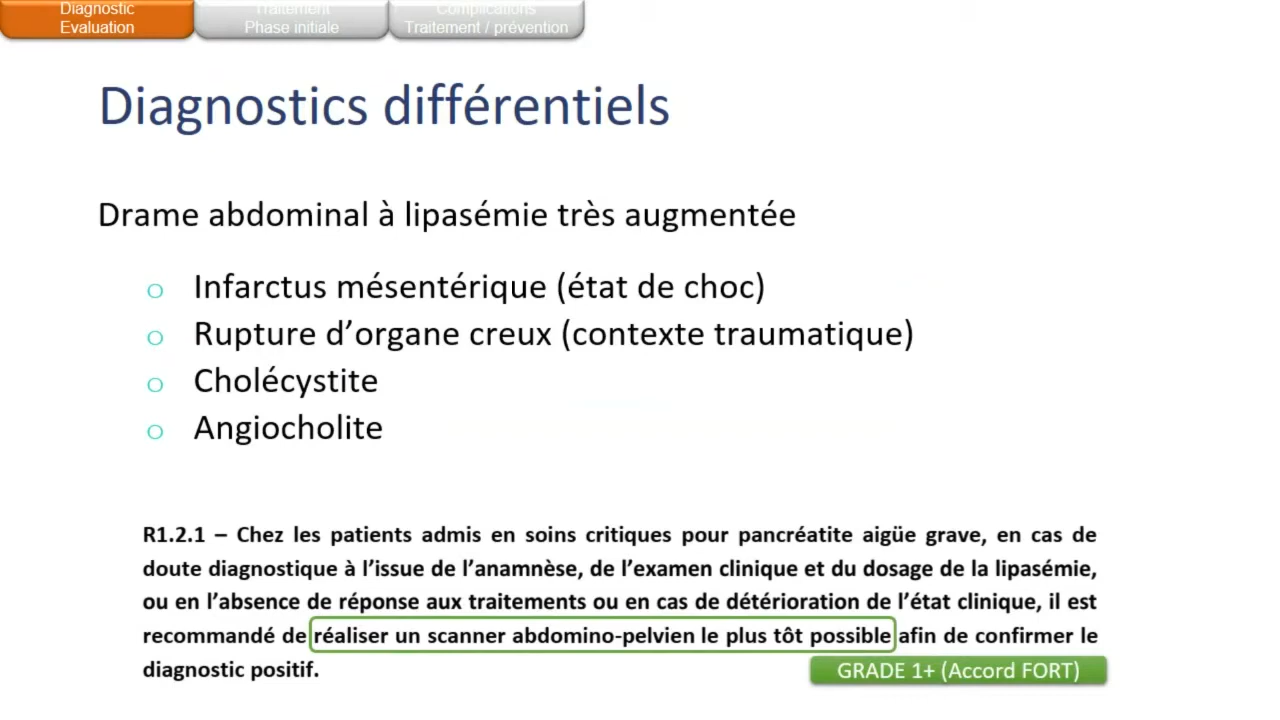 Diagnostic
Evaluation
Traitement
Phase initiale
Complications
Traitement / prévention
Diagnostics différentiels
Drame abdominal à lipasémie très augmentée
o Infarctus mésentérique (état de choc)
o Rupture d’organe creux (contexte traumatique)
o Cholécystite
o Angiocholite
R1.2.1 – Chez les patients admis en soins critiques pour pancréatite aigüe grave, en cas de
doute diagnostique à l’issue de l’anamnèse, de l’examen clinique et du dosage de la lipasémie,
ou en l’absence de réponse aux traitements ou en cas de détérioration de l’état clinique, il est
recommandé de réaliser un scanner abdomino-pelvien le plus tôt possible afin de confirmer le
diagnostic positif.
GRADE 1+ (Accord FORT)